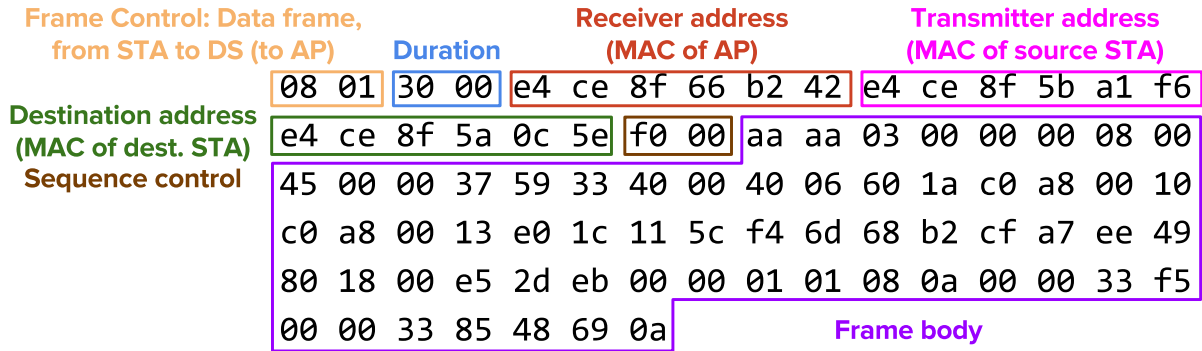 Frame Control: Data frame,
from STA to DS (to AP)
Duration
Receiver address
(MAC of AP)
Transmitter address
(MAC of source STA)
08 01 30 00 e4 ce 8f 66 b2 42 e4 ce 8f 5b a1 f6
Destination address
(MAC of dest. STA)
Sequence control
e4 ce 8f 5a 0c 5e f0 00 aa aa 03 00 00 00 08 00
45 00 00 37 59 33 40 00 40 06 60 1a c0 a8 00 10
c0 a8 00 13 e0 1c 11 5c f4 6d 68 b2 cf a7 ee 49
80 18 00 e5 2d eb 00 00 01 01 08 0a 00 00 33 f5
00 00 33 85 48 69 0a
Frame body